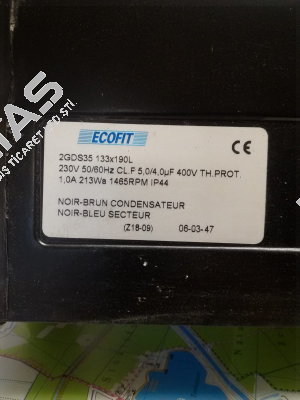 ECOFIT
CE
2GDS35 133x190L
230V 50/60Hz CL.F 5,0/4,0µF 400V TH.PROT.
1,0A 213Wa 1465RPM IP44
NOIR-BRUN CONDENSATEUR
NOIR-BLEU SECTEUR
(Z18-09) 06-03-47